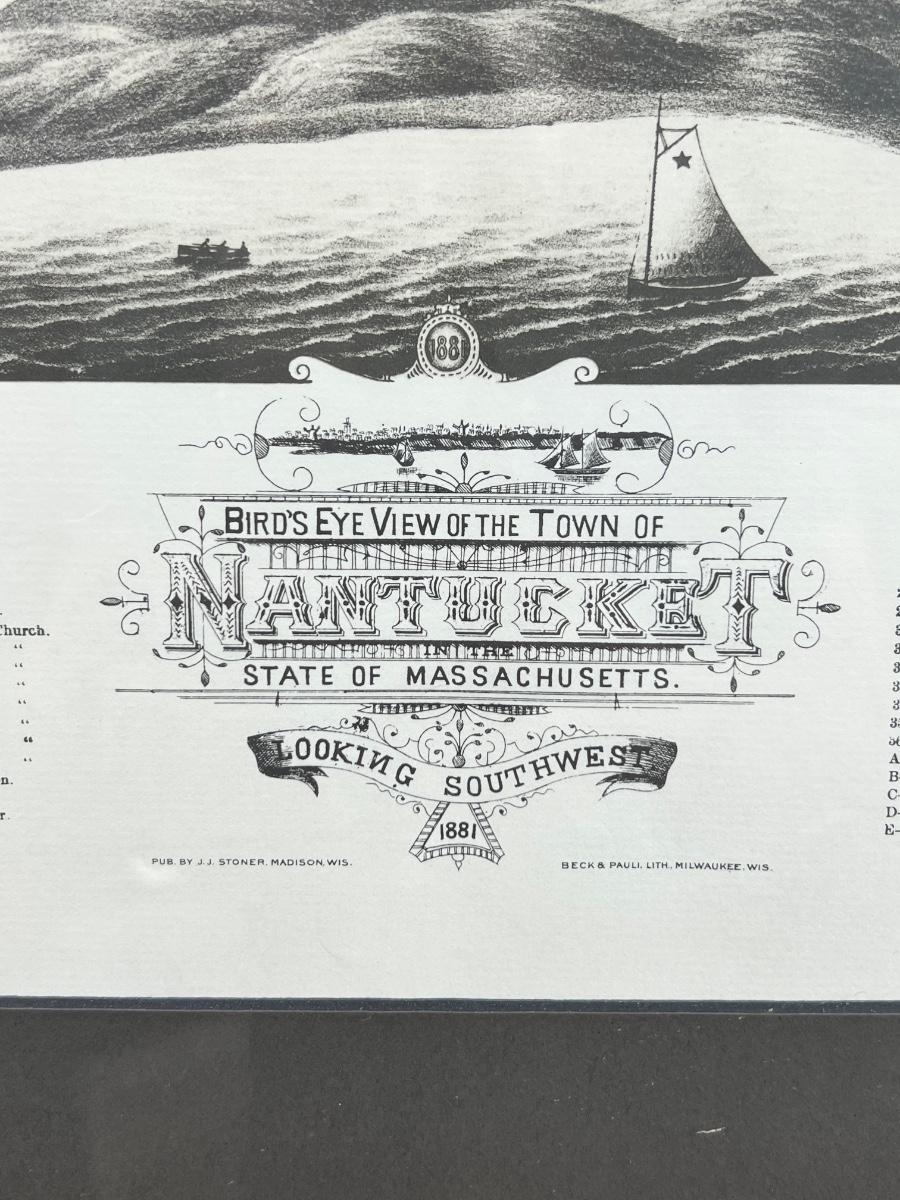 1881
BIRD'S EYE VIEW OF THE TOWN OF
NANTUCKET
IN THE
STATE OF MASSACHUSETTS.
LOOKING SOUTHWEST
1881
PUB. BY J.J. STONER, MADISON, WIS.
BECK & PAULI, LITH., MILWAUKEE, WIS.
Church.
“
“
“
“
“
“
“
A
B-
C-
D-
E-